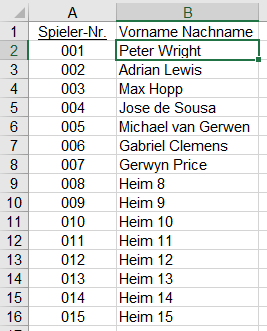 A B
1 Spieler-Nr. Vorname Nachname
2 001 Peter Wright
3 002 Adrian Lewis
4 003 Max Hopp
5 004 Jose de Sousa
6 005 Michael van Gerwen
7 006 Gabriel Clemens
8 007 Gerwyn Price
9 008 Heim 8
10 009 Heim 9
11 010 Heim 10
12 011 Heim 11
13 012 Heim 12
14 013 Heim 13
15 014 Heim 14
16 015 Heim 15